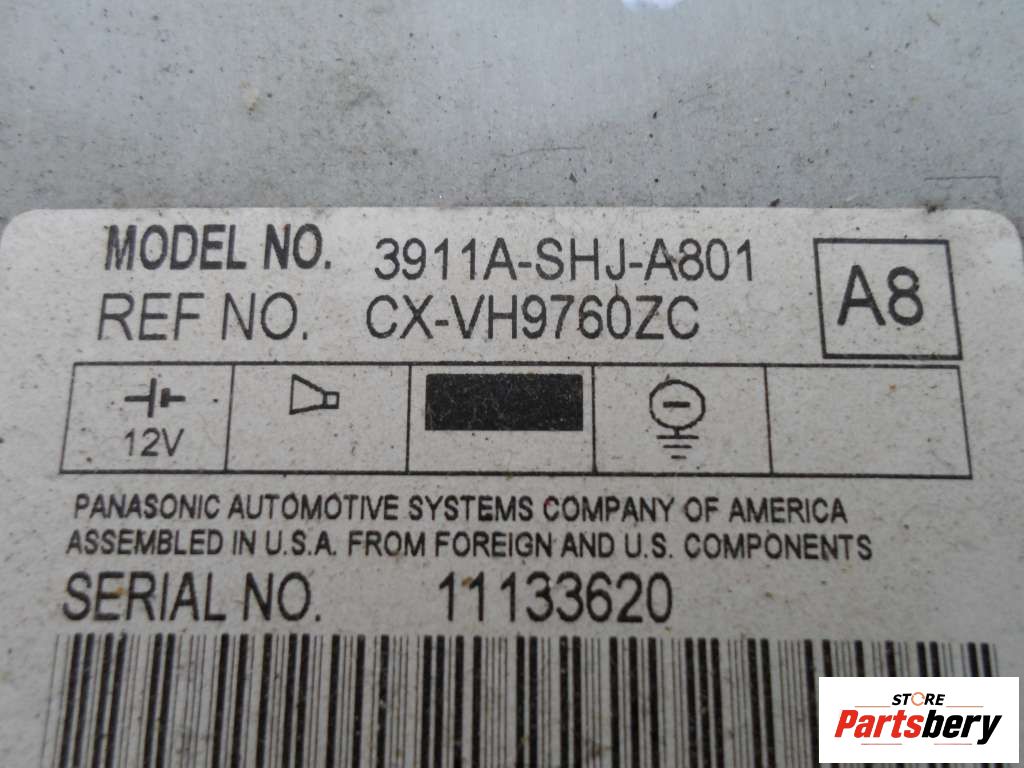 MODEL NO. 3911A-SHJ-A801
REF NO. CX-VH9760ZC
A8
12V
PANASONIC AUTOMOTIVE SYSTEMS COMPANY OF AMERICA
ASSEMBLED IN U.S.A. FROM FOREIGN AND U.S. COMPONENTS
SERIAL NO. 11133620
STORE
Partsbery